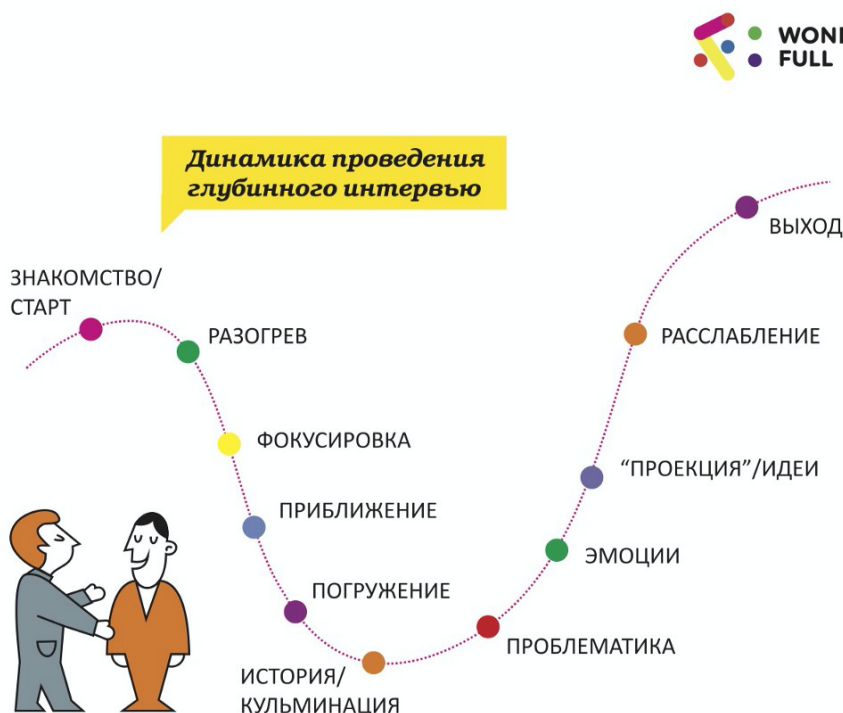 WON
FULL
Динамика проведения
глубинного интервью
ЗНАКОМСТВО/
СТАРТ
РАЗОГРЕВ
ФОКУСИРОВКА
ПРИБЛИЖЕНИЕ
ПОГРУЖЕНИЕ
ИСТОРИЯ/
КУЛЬМИНАЦИЯ
ПРОБЛЕМАТИКА
ЭМОЦИИ
“ПРОЕКЦИЯ”/ИДЕИ
РАССЛАБЛЕНИЕ
ВЫХОД